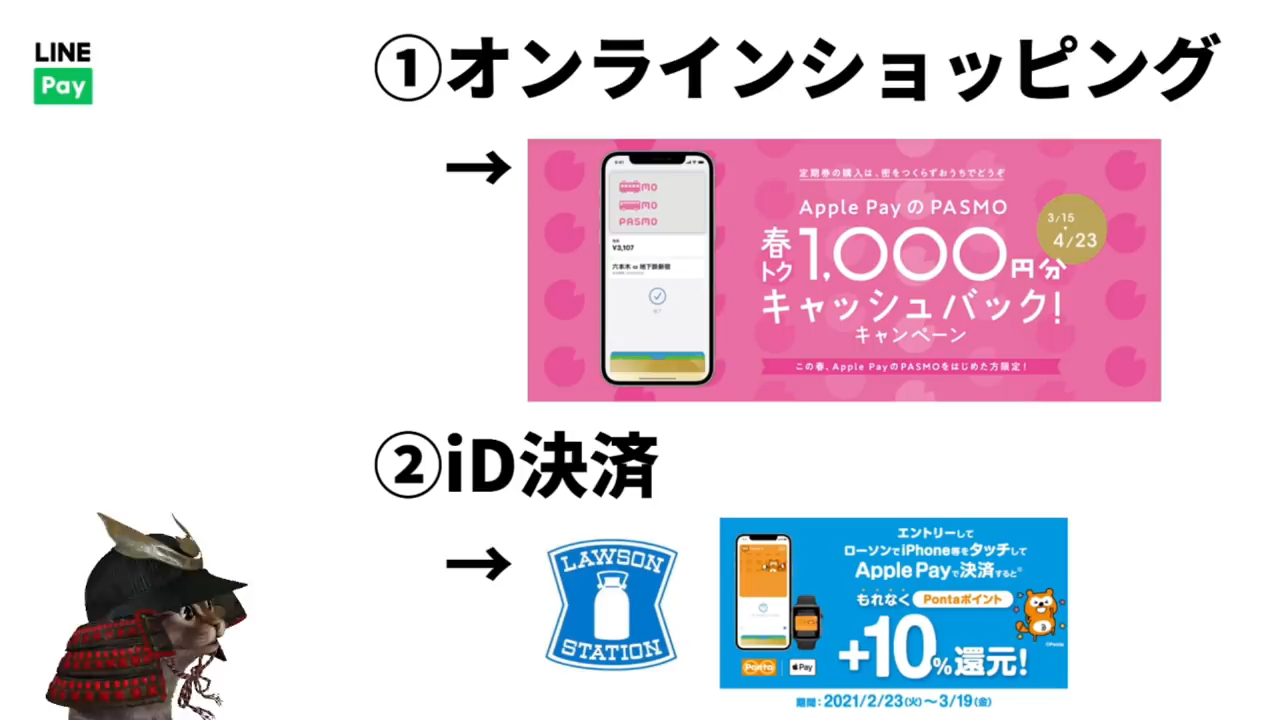 LINE
Pay
①オンラインショッピング
→
MO
MO
PASMO
¥3,107
定期券の購入は、密をつくらずおうちでどうぞ
Apple PayのPASMO
3/15
4/23
春トク
1,000円分
キャッシュバック!
キャンペーン
この春、Apple PayのPASMOをはじめた方限定!
②iD決済
→
LAWSON
STATION
エントリーして
ローソンでiPhone等をタッチして
Apple Payで決済すると※
もれなく Pontaポイント
+10%還元!
Ponta Pay
©Ponta
期間:2021/2/23(火)~3/19(金)